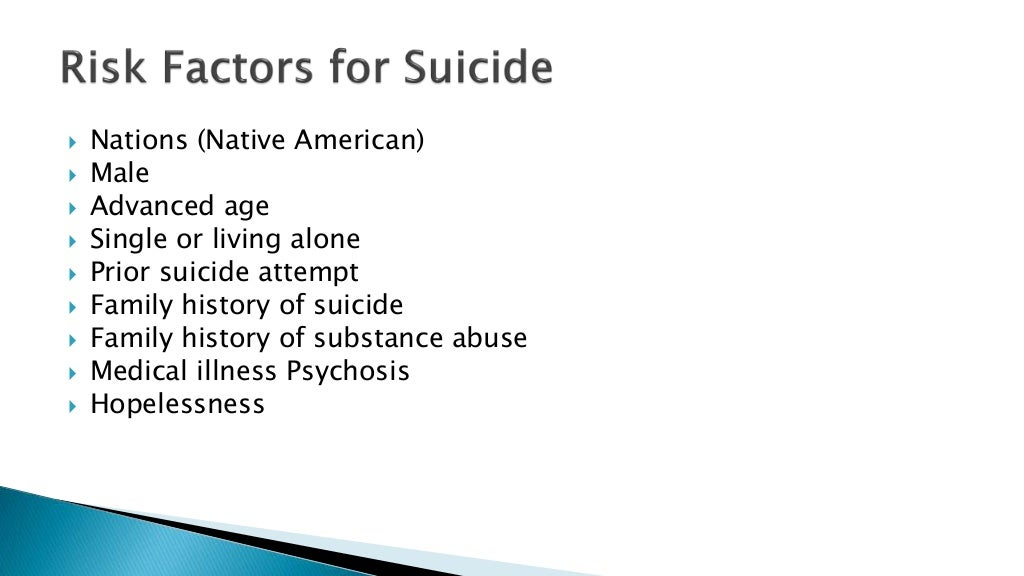 Risk Factors for Suicide
Nations (Native American)
Male
Advanced age
Single or living alone
Prior suicide attempt
Family history of suicide
Family history of substance abuse
Medical illness Psychosis
Hopelessness